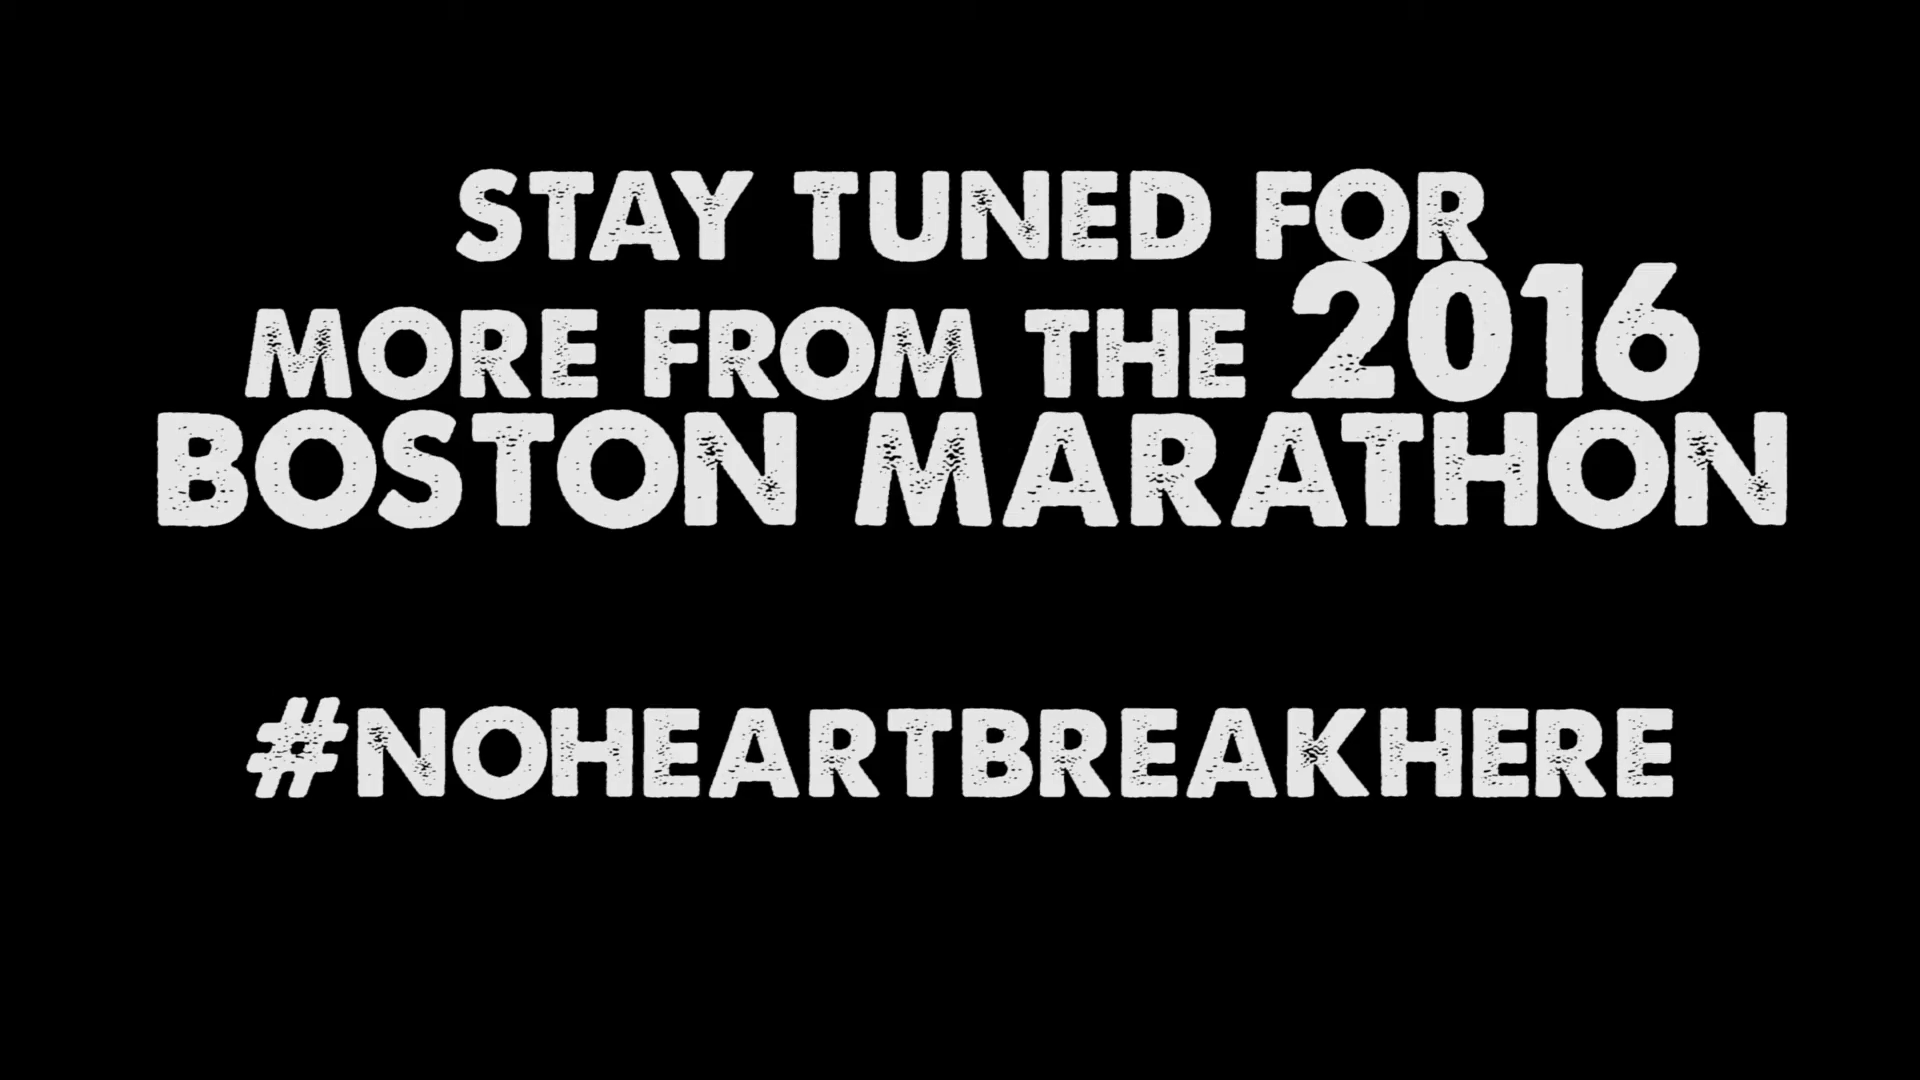 STAY TUNED FOR
MORE FROM THE 2016
BOSTON MARATHON
#NOHEARTBREAKHERE